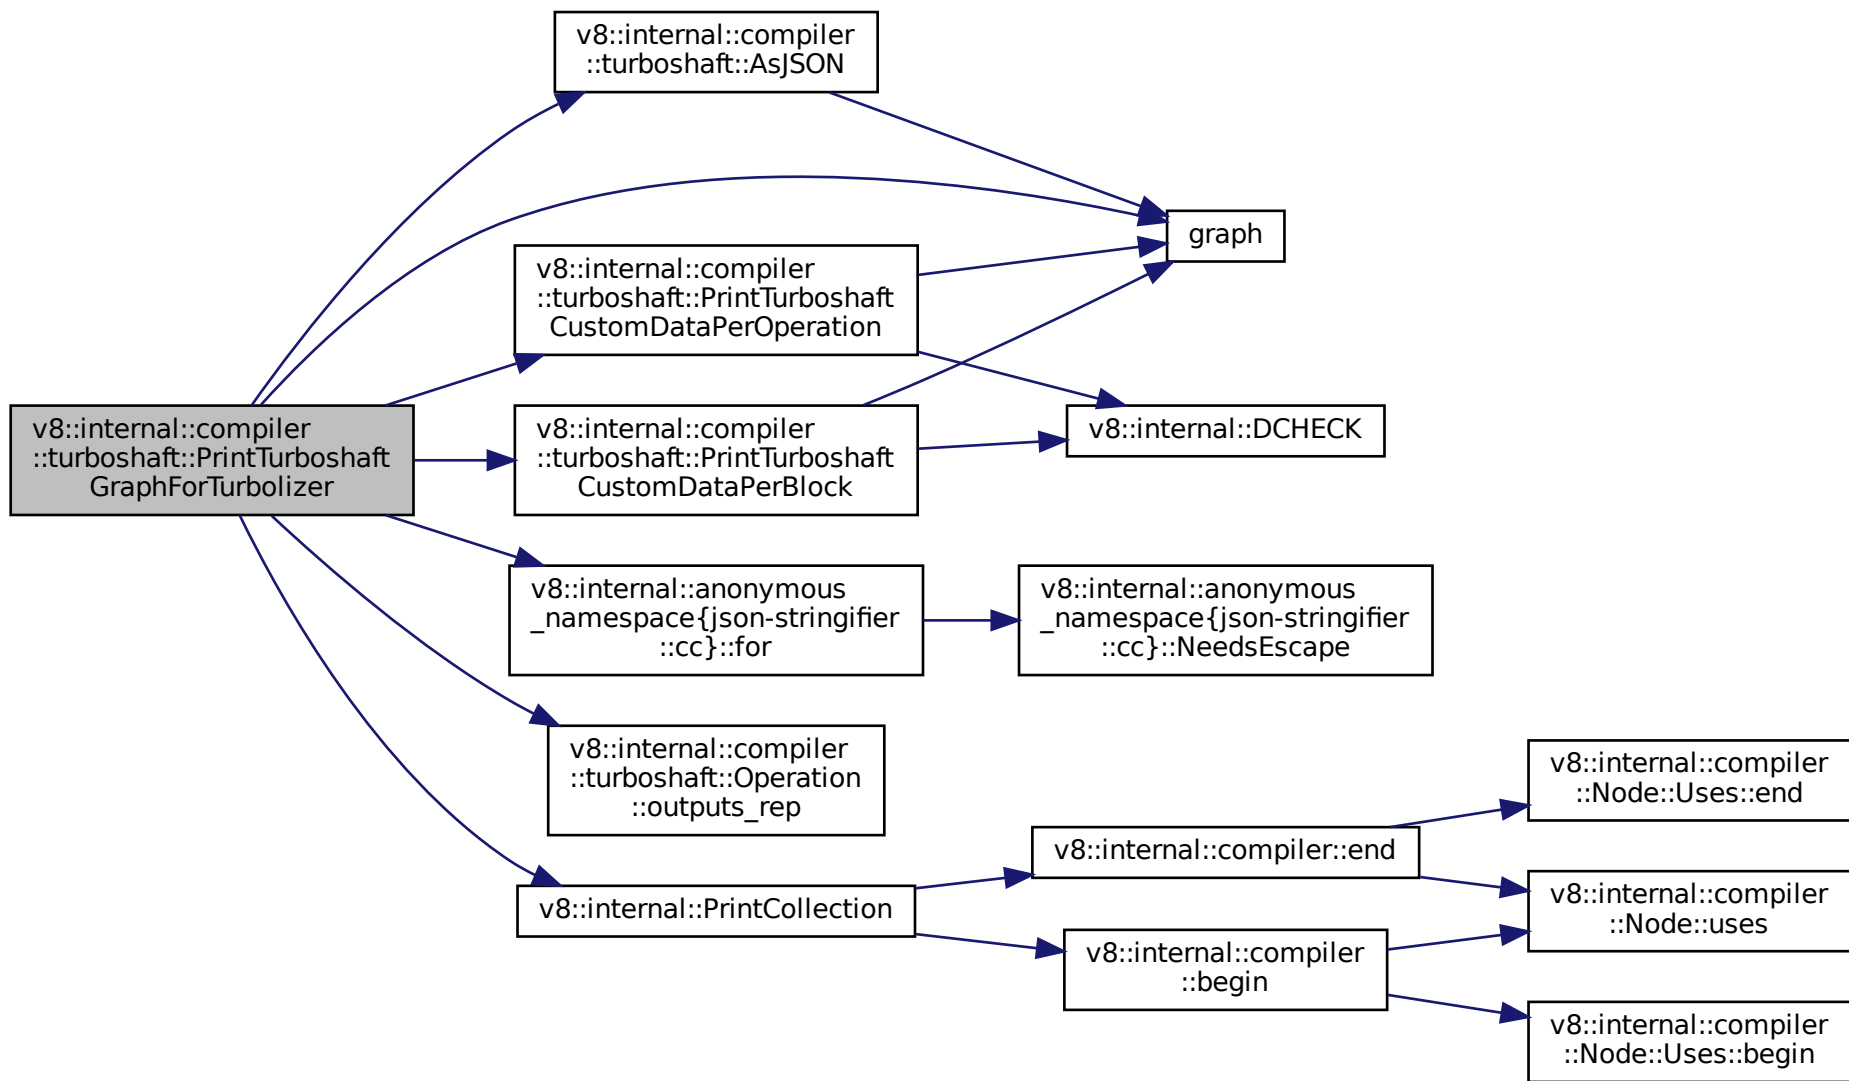 v8::internal::compiler
::turboshaft::AsJSON
graph
v8::internal::compiler
::turboshaft::PrintTurboshaft
CustomDataPerOperation
v8::internal::compiler
::turboshaft::PrintTurboshaft
GraphForTurbolizer
v8::internal::compiler
::turboshaft::PrintTurboshaft
CustomDataPerBlock
v8::internal::DCHECK
v8::internal::anonymous
_namespace{json-stringifier
::cc}::for
v8::internal::anonymous
_namespace{json-stringifier
::cc}::NeedsEscape
v8::internal::compiler
::turboshaft::Operation
::outputs_rep
v8::internal::compiler
::Node::Uses::end
v8::internal::compiler::end
v8::internal::PrintCollection
v8::internal::compiler
::Node::uses
v8::internal::compiler
::begin
v8::internal::compiler
::Node::Uses::begin